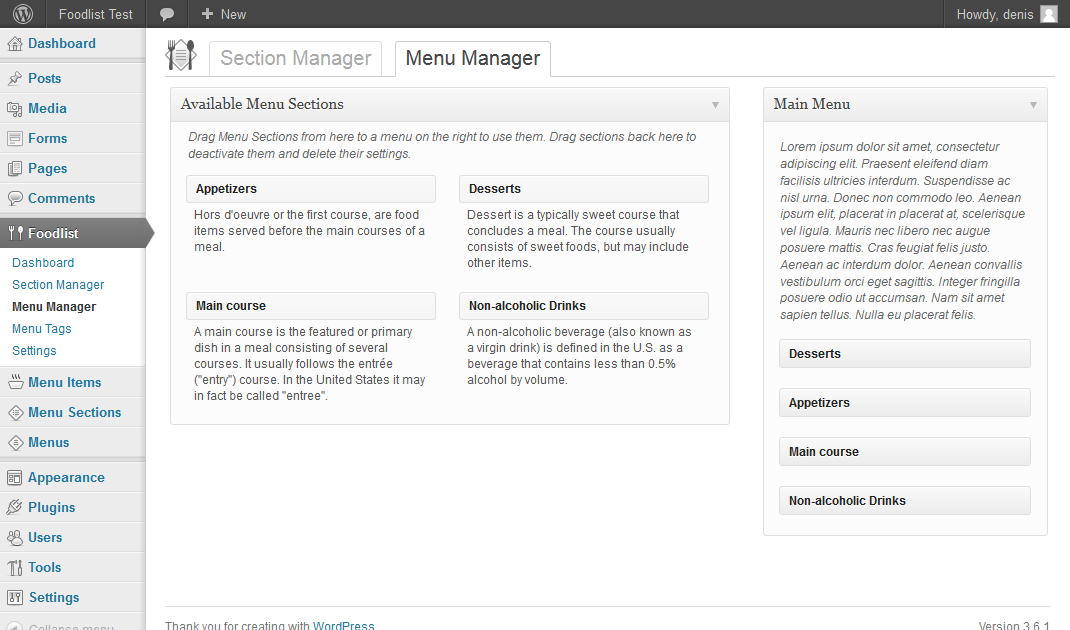 Foodlist Test
New
Howdy, denis
Dashboard
Posts
Media
Forms
Pages
Comments
Foodlist
Dashboard
Section Manager
Menu Manager
Menu Tags
Settings
Menu Items
Menu Sections
Menus
Appearance
Plugins
Users
Tools
Settings
Collapse menu
Section Manager
Menu Manager
Available Menu Sections
Drag Menu Sections from here to a menu on the right to use them. Drag sections back here to
deactivate them and delete their settings.
Appetizers
Hors d'oeuvre or the first course, are food
items served before the main courses of a
meal.
Desserts
Dessert is a typically sweet course that
concludes a meal. The course usually
consists of sweet foods, but may include
other items.
Main course
A main course is the featured or primary
dish in a meal consisting of several
courses. It usually follows the entrée
("entry") course. In the United States it may
in fact be called "entree".
Non-alcoholic Drinks
A non-alcoholic beverage (also known as
a virgin drink) is defined in the U.S. as a
beverage that contains less than 0.5%
alcohol by volume.
Main Menu
Lorem ipsum dolor sit amet, consectetur
adipiscing elit. Praesent eleifend diam
facilisis ultricies interdum. Suspendisse ac
nisl urna. Donec non commodo leo. Aenean
ipsum elit, placerat in placerat at, scelerisque
vel ligula. Mauris nec libero nec augue
posuere mattis. Cras feugiat felis justo.
Aenean ac interdum dolor. Aenean convallis
vestibulum orci eget sagittis. Integer fringilla
posuere odio ut accumsan. Nam sit amet
sapien tellus. Nulla eu placerat felis.
Desserts
Appetizers
Main course
Non-alcoholic Drinks
Thank you for creating with WordPress
Version 3.6.1